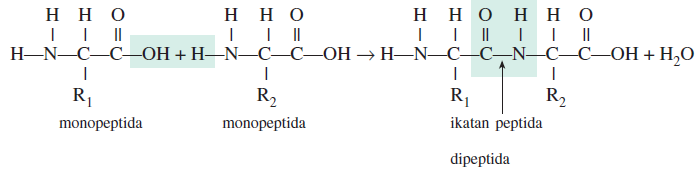 H H O H H O H H O H H O
H—N—C—C—OH + H—N—C—C—OH → H—N—C—C—N—C—C—OH + H₂O
R₁ R₂ R₁ R₂
monopeptida monopeptida ikatan peptida
dipeptida